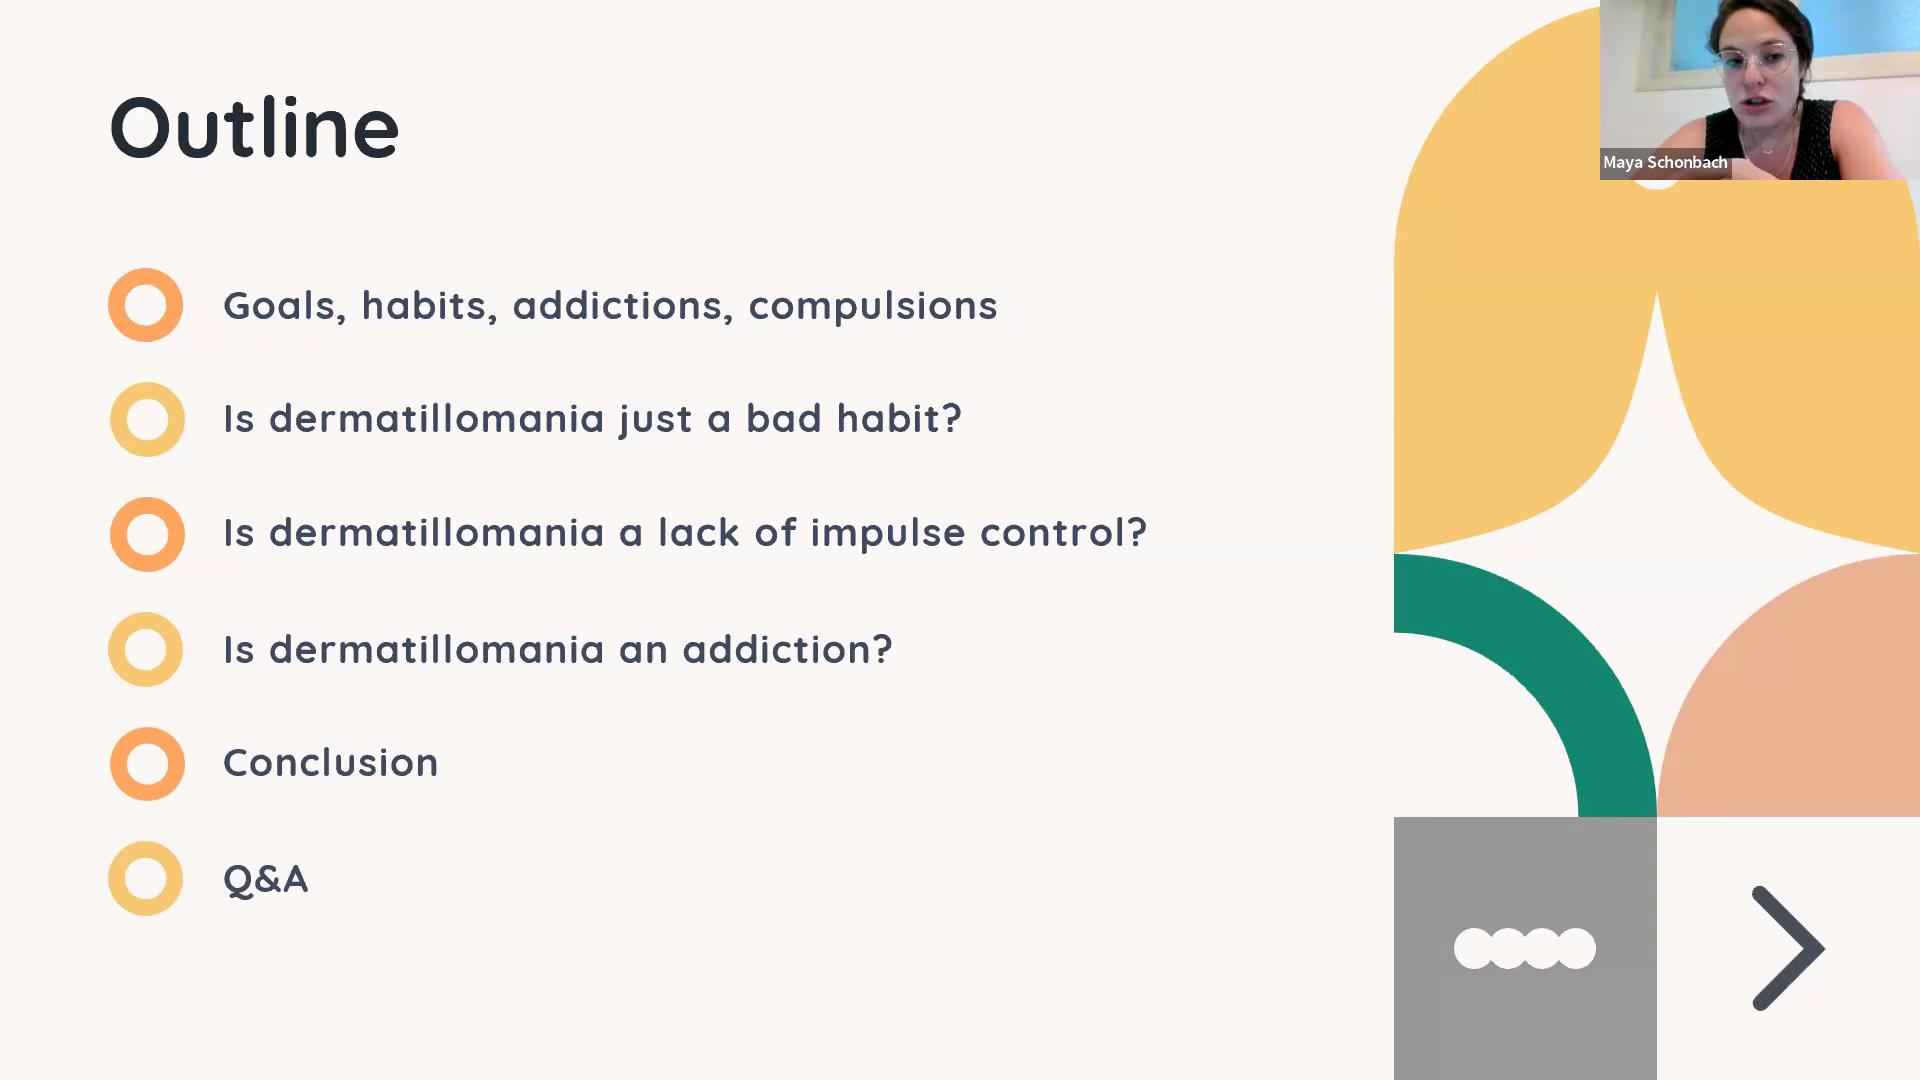 Outline
Maya Schonbach
Goals, habits, addictions, compulsions
Is dermatillomania just a bad habit?
Is dermatillomania a lack of impulse control?
Is dermatillomania an addiction?
Conclusion
Q&A